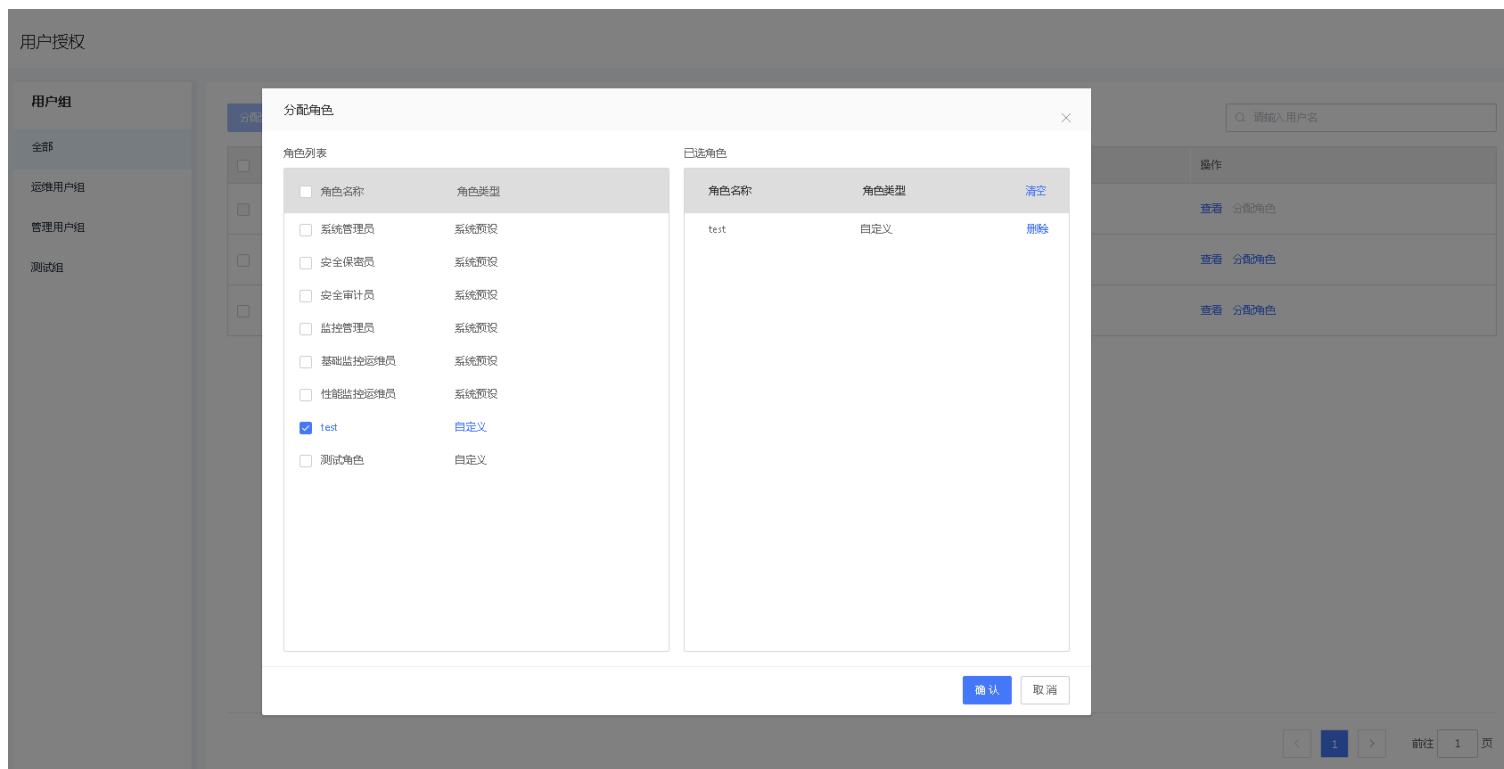 用户授权
用户组
全部
运维用户组
管理用户组
测试组
分配
请输入用户名
操作
查看 分配角色
查看 分配角色
查看 分配角色
分配角色
角色列表
角色名称 角色类型
系统管理员 系统预设
安全保密员 系统预设
安全审计员 系统预设
监控管理员 系统预设
基础监控运维员 系统预设
性能监控运维员 系统预设
test 自定义
测试角色 自定义
已选角色
角色名称 角色类型 清空
test 自定义 删除
确认 取消
1 前往 1 页